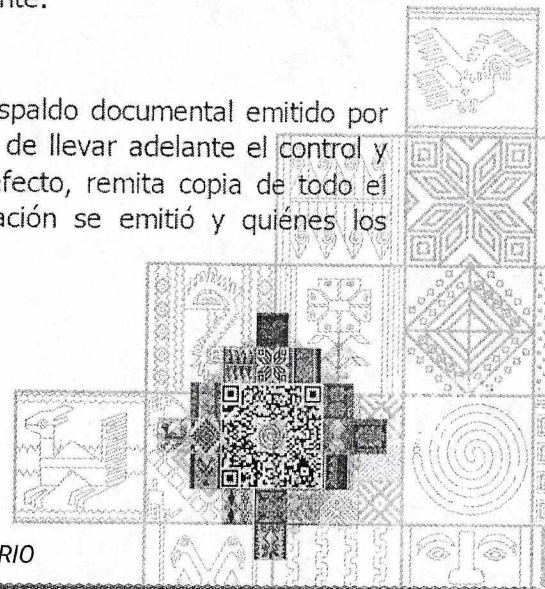 nte.
spaldo documental emitido por
de llevar adelante el control y
efecto, remita copia de todo el
ación se emitió y quiénes los
RIO